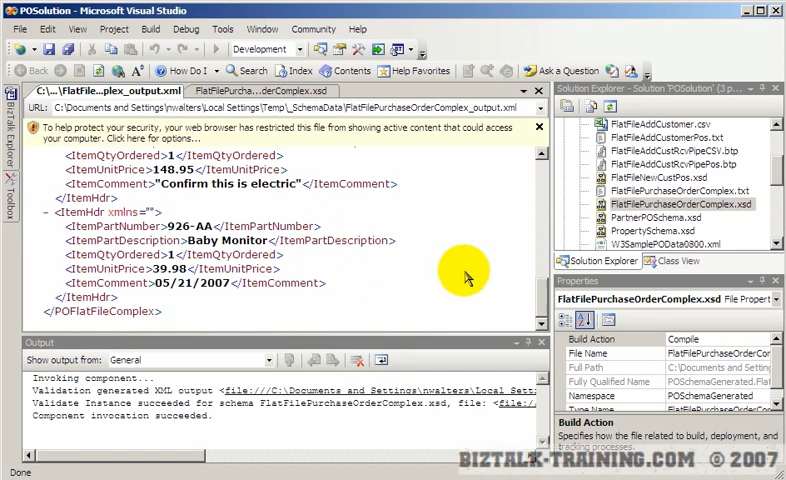 POSolution - Microsoft Visual Studio
File Edit View Project Build Debug Tools Window Community Help
Development
Back How Do I Search Index Contents Help Favorites Ask a Question
C:\...\FlatFile...plex_output.xml FlatFilePurcha...derComplex.xsd
URL: C:\Documents and Settings\nwalters\Local Settings\Temp\_SchemaData\FlatFilePurchaseOrderComplex_output.xml
To help protect your security, your web browser has restricted this file from showing active content that could access
your computer. Click here for options...
<ItemQtyOrdered>1</ItemQtyOrdered>
<ItemUnitPrice>148.95</ItemUnitPrice>
<ItemComment>"Confirm this is electric"</ItemComment>
</ItemHdr>
- <ItemHdr xmlns="">
<ItemPartNumber>926-AA</ItemPartNumber>
<ItemPartDescription>Baby Monitor</ItemPartDescription>
<ItemQtyOrdered>1</ItemQtyOrdered>
<ItemUnitPrice>39.98</ItemUnitPrice>
<ItemComment>05/21/2007</ItemComment>
</ItemHdr>
</POFlatFileComplex>
BizTalk Explorer
Toolbox
Output
Show output from: General
Invoking component...
Validation generated XML output <file:///C:\Documents and Settings\nwalters\Local Sett
Validate Instance succeeded for schema FlatFilePurchaseOrderComplex.xsd, file: <file:/
Component invocation succeeded.
Done
Solution Explorer - Solution 'POSolution' (3 p...
FlatFileAddCustomer.csv
FlatFileAddCustomerPos.txt
FlatFileAddCustRcvPipeCSV.btp
FlatFileAddCustRcvPipePos.btp
FlatFileNewCustPos.xsd
FlatFilePurchaseOrderComplex.txt
FlatFilePurchaseOrderComplex.xsd
PartnerPOSchema.xsd
PropertySchema.xsd
W3SamplePOData0800.xml
Solution Explorer Class View
Properties
FlatFilePurchaseOrderComplex.xsd File Propert
Build Action Compile
File Name FlatFilePurchaseOrderCor
Full Path C:\Documents and Setting
Fully Qualified Name POSchemaGenerated.Flat
Namespace POSchemaGenerated
Type Name FlatFilePurchaseOrderCor
Build Action
Specifies how the file related to build, deployment, and
running processes.
BIZTALK-TRAINING.COM © 2007